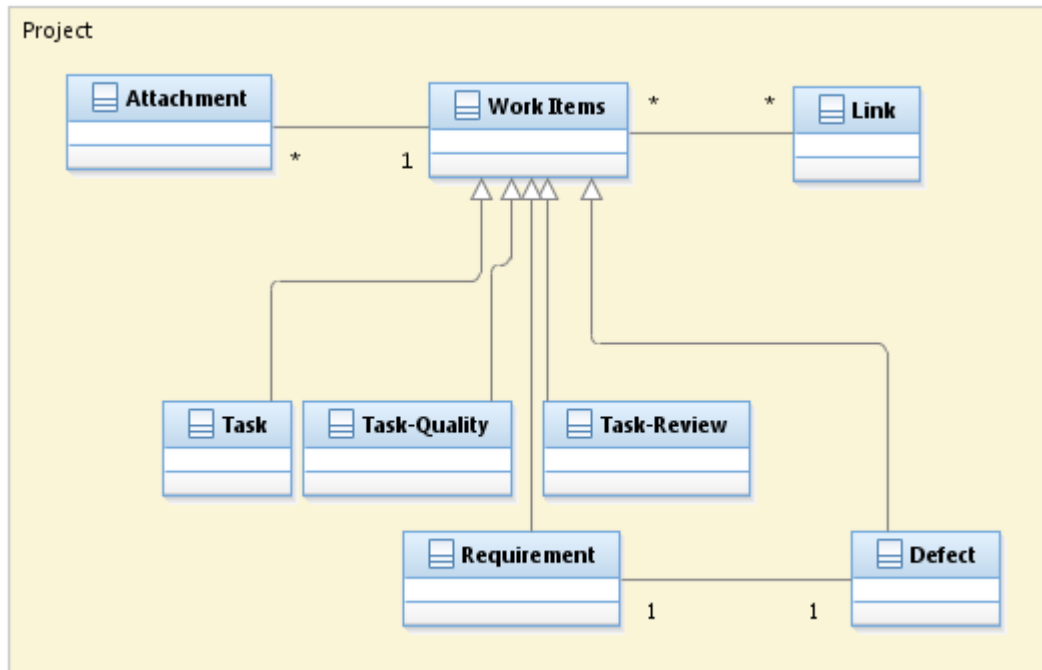 Project
Attachment
Work Items
Link
* *
* 1
Task
Task-Quality
Task-Review
Requirement
Defect
1 1